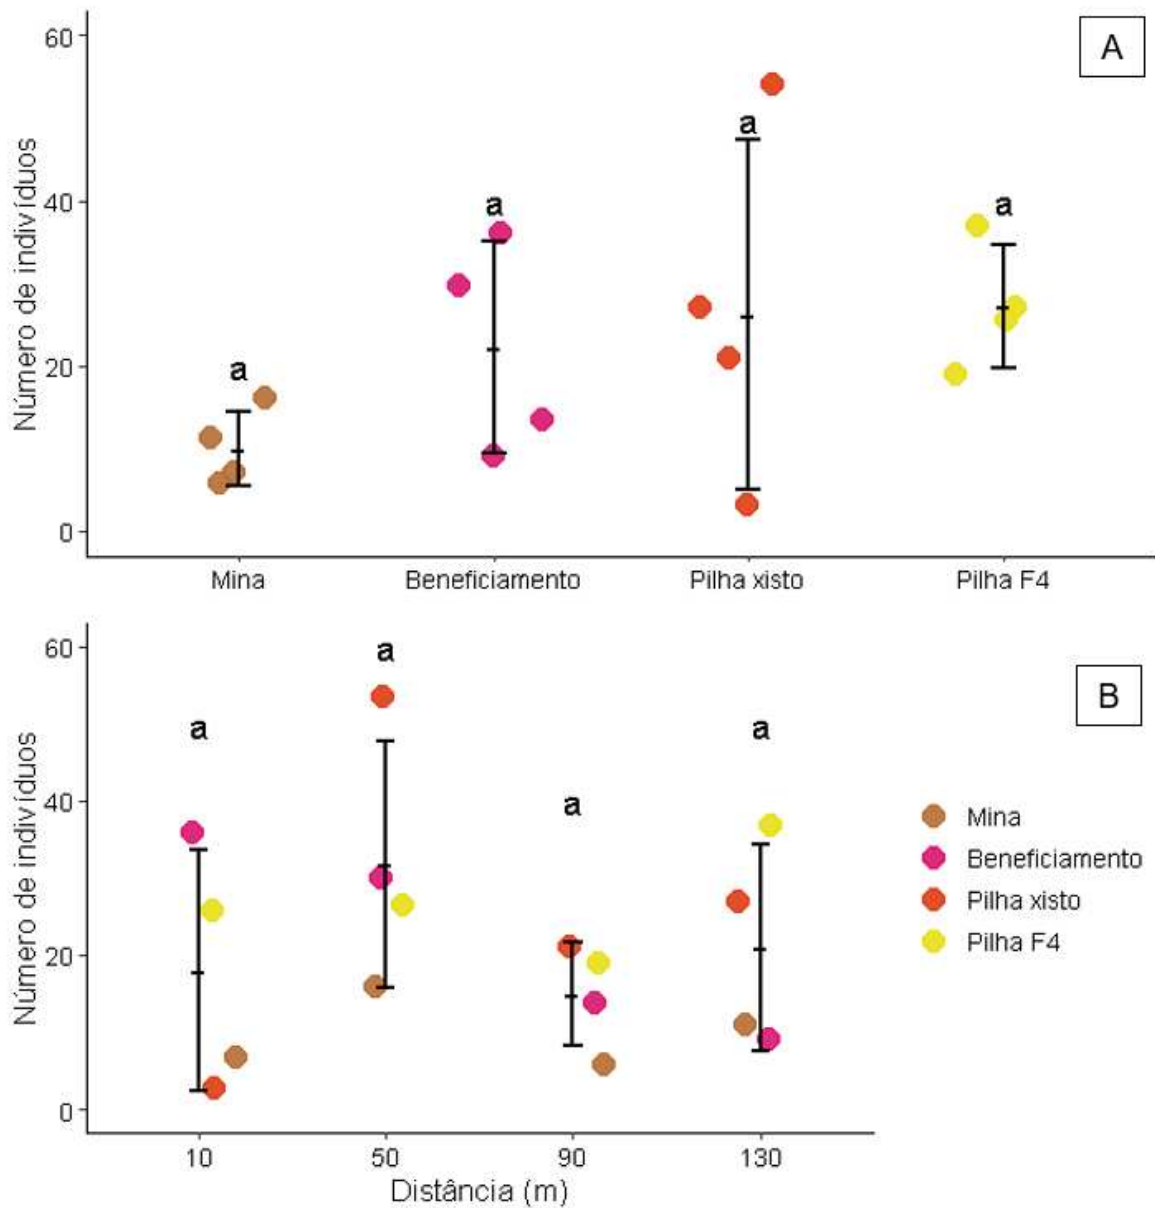 A
60
40
20
0
Número de indivíduos
a
a
a
a
Mina
Beneficiamento
Pilha xisto
Pilha F4
B
60
40
20
0
Número de indivíduos
a
a
a
a
10
50
90
130
Distância (m)
Mina
Beneficiamento
Pilha xisto
Pilha F4